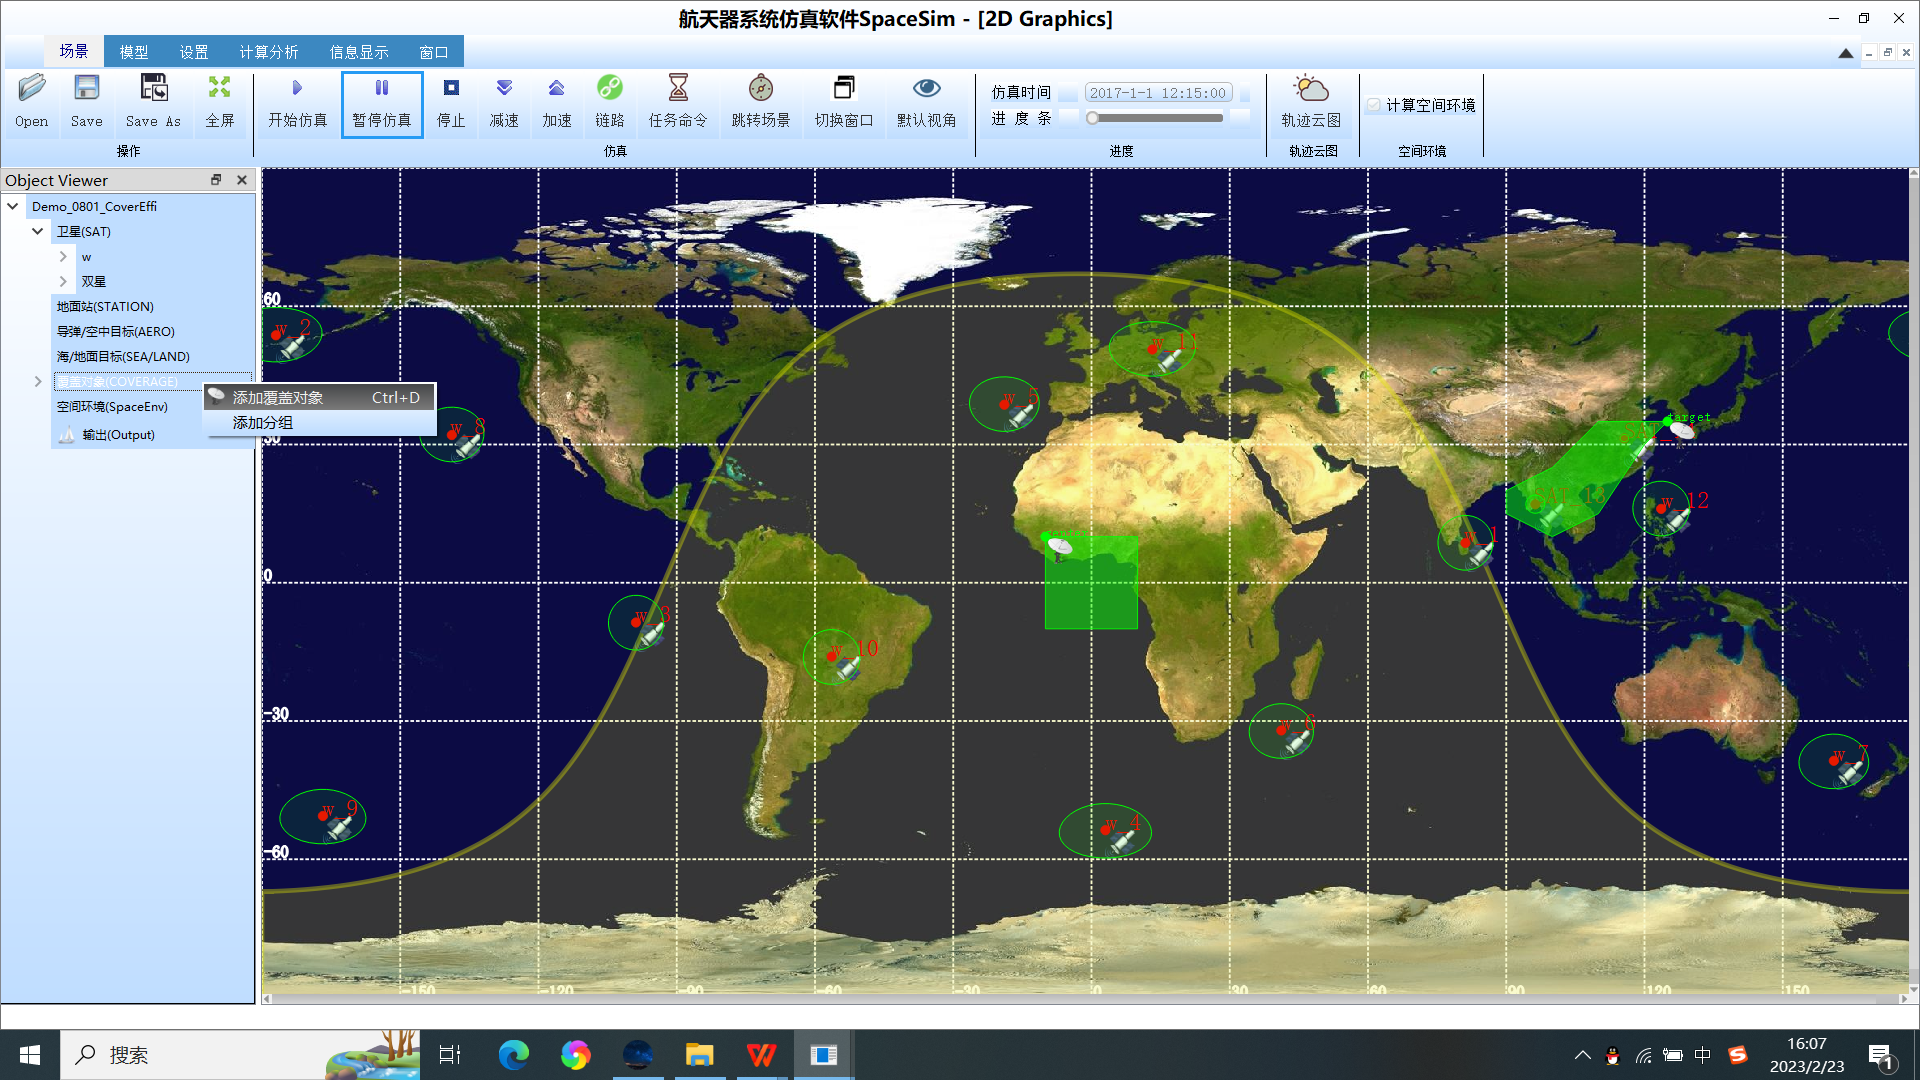 航天器系统仿真软件SpaceSim - [2D Graphics]
场景 模型 设置 计算分析 信息显示 窗口
Open Save Save As 全屏 开始仿真 暂停仿真 停止 减速 加速 链路 任务命令 跳转场景 切换窗口 默认视角
仿真时间 2017-1-1 12:15:00
进 度 条
轨迹云图
计算空间环境
操作 仿真 进度 轨迹云图 空间环境
Object Viewer
Demo_0801_CoverEffi
卫星(SAT)
w
双星
地面站(STATION)
导弹/空中目标(AERO)
海/地面目标(SEA/LAND)
覆盖对象(COVERAGE)
空间环境(SpaceEnv)
输出(Output)
添加覆盖对象 Ctrl+D
添加分组
60
w_2
w_11
w_5
target
w_8
30
SAT_13
w_12
w_1
0
w_3
w_10
-30
w_6
w_7
w_9
w_4
-60
-150 -120 -90 -60 -30 0 30 60 90 120 150
搜索
中
16:07
2023/2/23
1